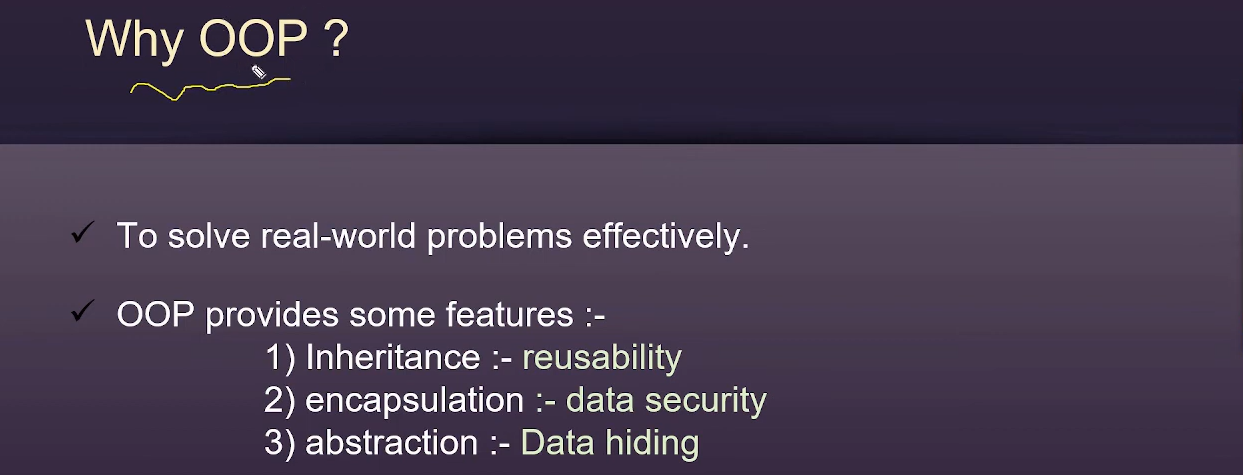 Why OOP ?
✓ To solve real-world problems effectively.
✓ OOP provides some features :-
1) Inheritance :- reusability
2) encapsulation :- data security
3) abstraction :- Data hiding